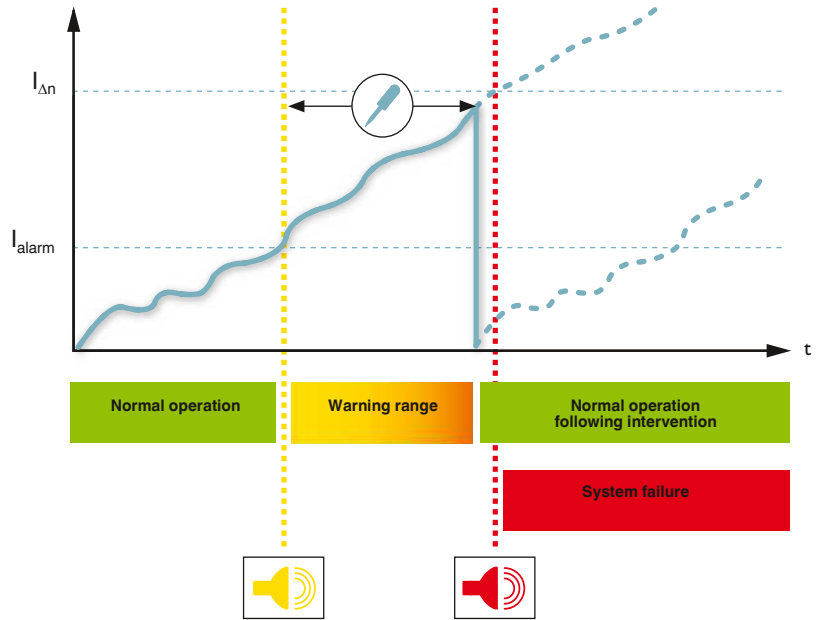 IΔn
Ialarm
t
Normal operation
Warning range
Normal operation
following intervention
System failure